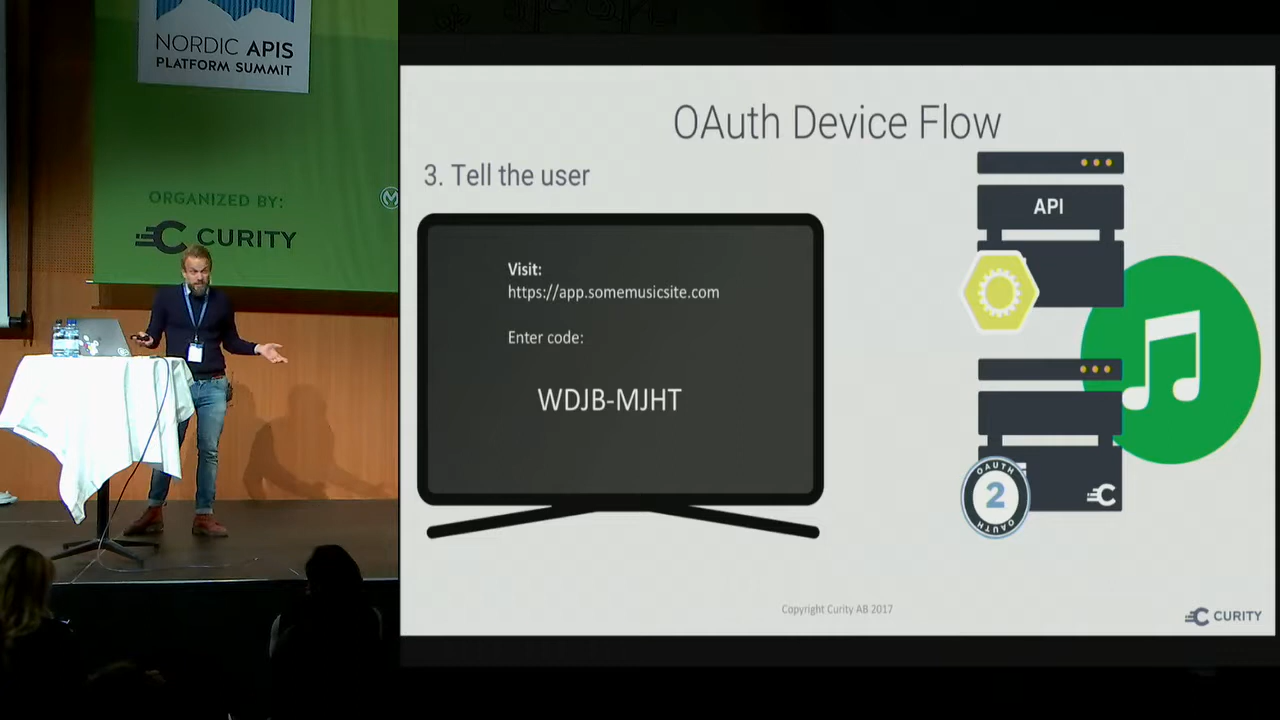 NORDIC APIS
PLATFORM SUMMIT
ORGANIZED BY:
CURITY
OAuth Device Flow
3. Tell the user
Visit:
https://app.somemusicsite.com
Enter code:
WDJB-MJHT
API
OAUTH
2
OAUTH
Copyright Curity AB 2017
CURITY